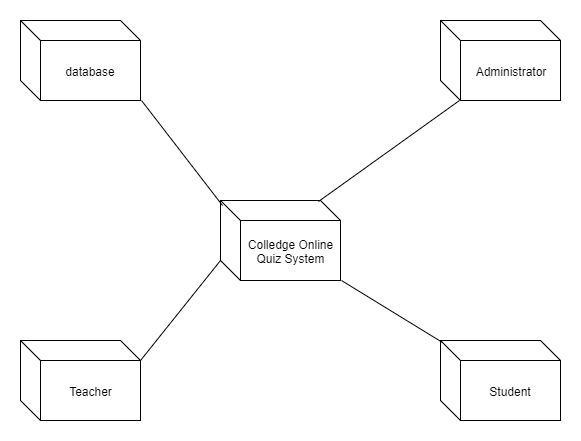 database
Administrator
Colledge Online
Quiz System
Teacher
Student